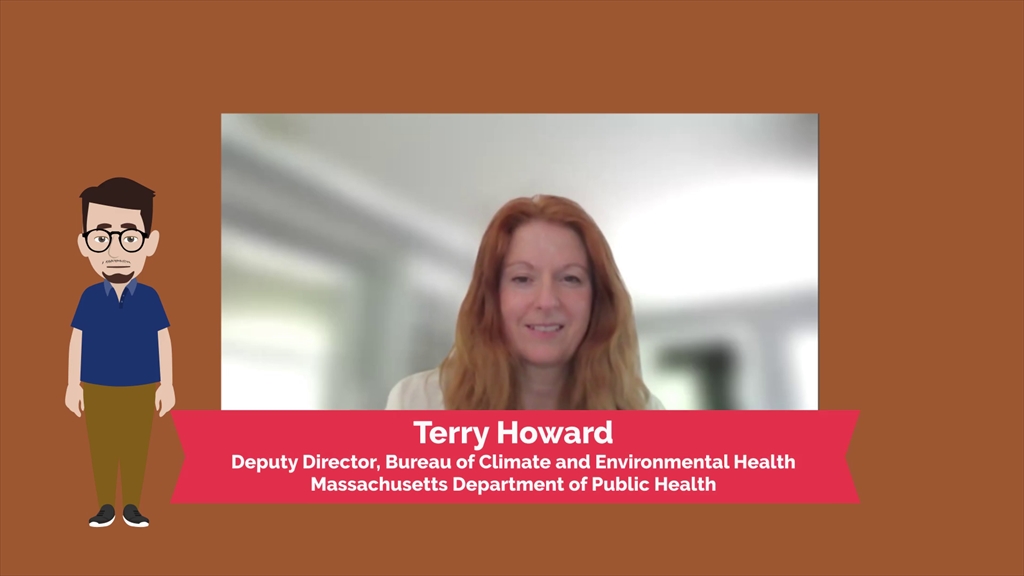 Terry Howard
Deputy Director, Bureau of Climate and Environmental Health
Massachusetts Department of Public Health